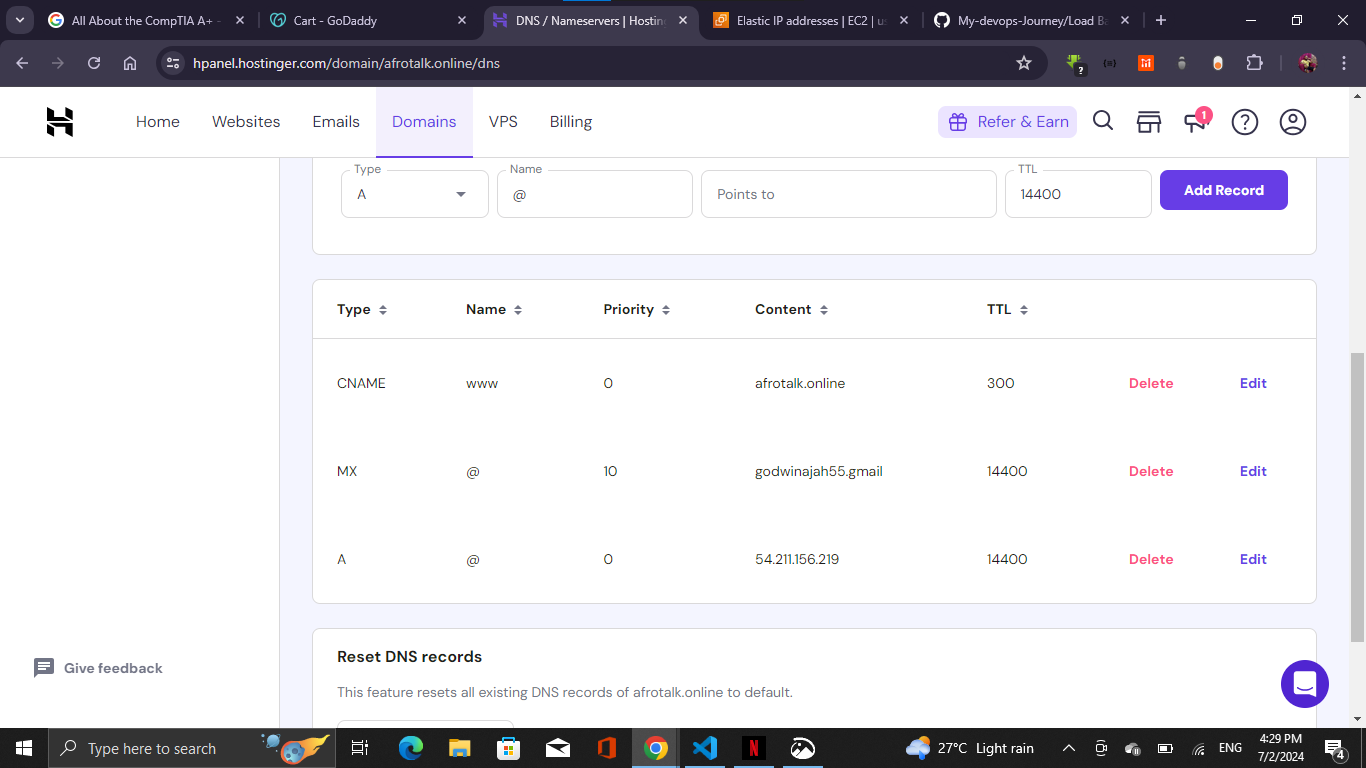 All About the CompTIA A+ -
Cart - GoDaddy
DNS / Nameservers | Hostin
Elastic IP addresses | EC2 | us
My-devops-Journey/Load Ba
hpanel.hostinger.com/domain/afrotalk.online/dns
Home
Websites
Emails
Domains
VPS
Billing
Refer & Earn
1
Type
A
Name
@
Points to
TTL
14400
Add Record
Type
Name
Priority
Content
TTL
CNAME
www
0
afrotalk.online
300
Delete
Edit
MX
@
10
godwinajah55.gmail
14400
Delete
Edit
A
@
0
54.211.156.219
14400
Delete
Edit
Reset DNS records
This feature resets all existing DNS records of afrotalk.online to default.
Give feedback
Type here to search
27°C Light rain
ENG
4:29 PM
7/2/2024
4